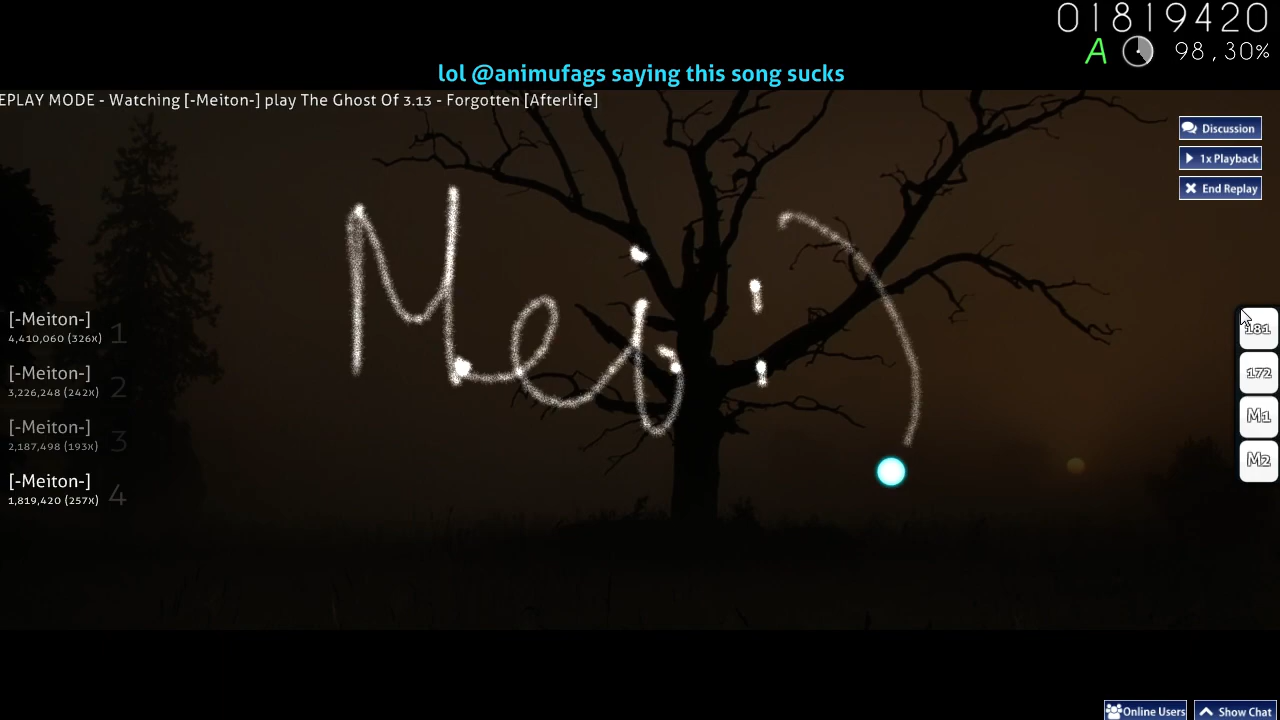 01819420
A 98,30%
lol @animufags saying this song sucks
EPLAY MODE - Watching [-Meiton-] play The Ghost Of 3.13 - Forgotten [Afterlife]
Discussion
1x Playback
End Replay
Mei :)
[-Meiton-]
4,410,060 (326x) 1
[-Meiton-]
3,226,248 (242x) 2
[-Meiton-]
2,187,498 (193x) 3
[-Meiton-]
1,819,420 (257x) 4
181
172
M1
M2
Online Users
Show Chat